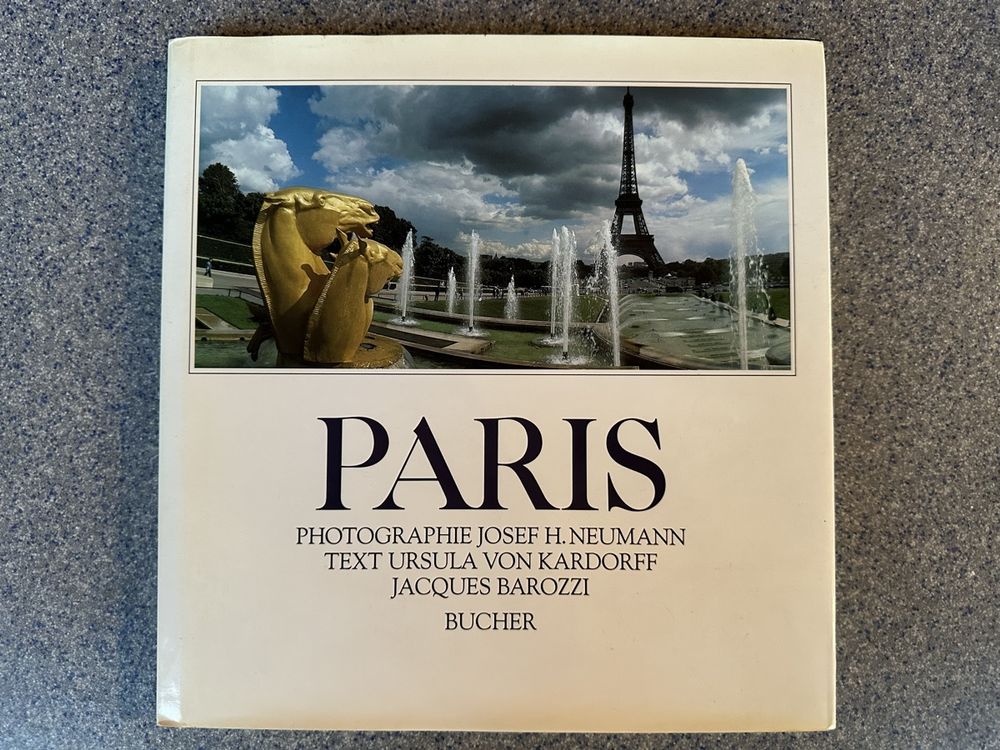 PARIS
PHOTOGRAPHIE JOSEF H. NEUMANN
TEXT URSULA VON KARDORFF
JACQUES BAROZZI
BUCHER